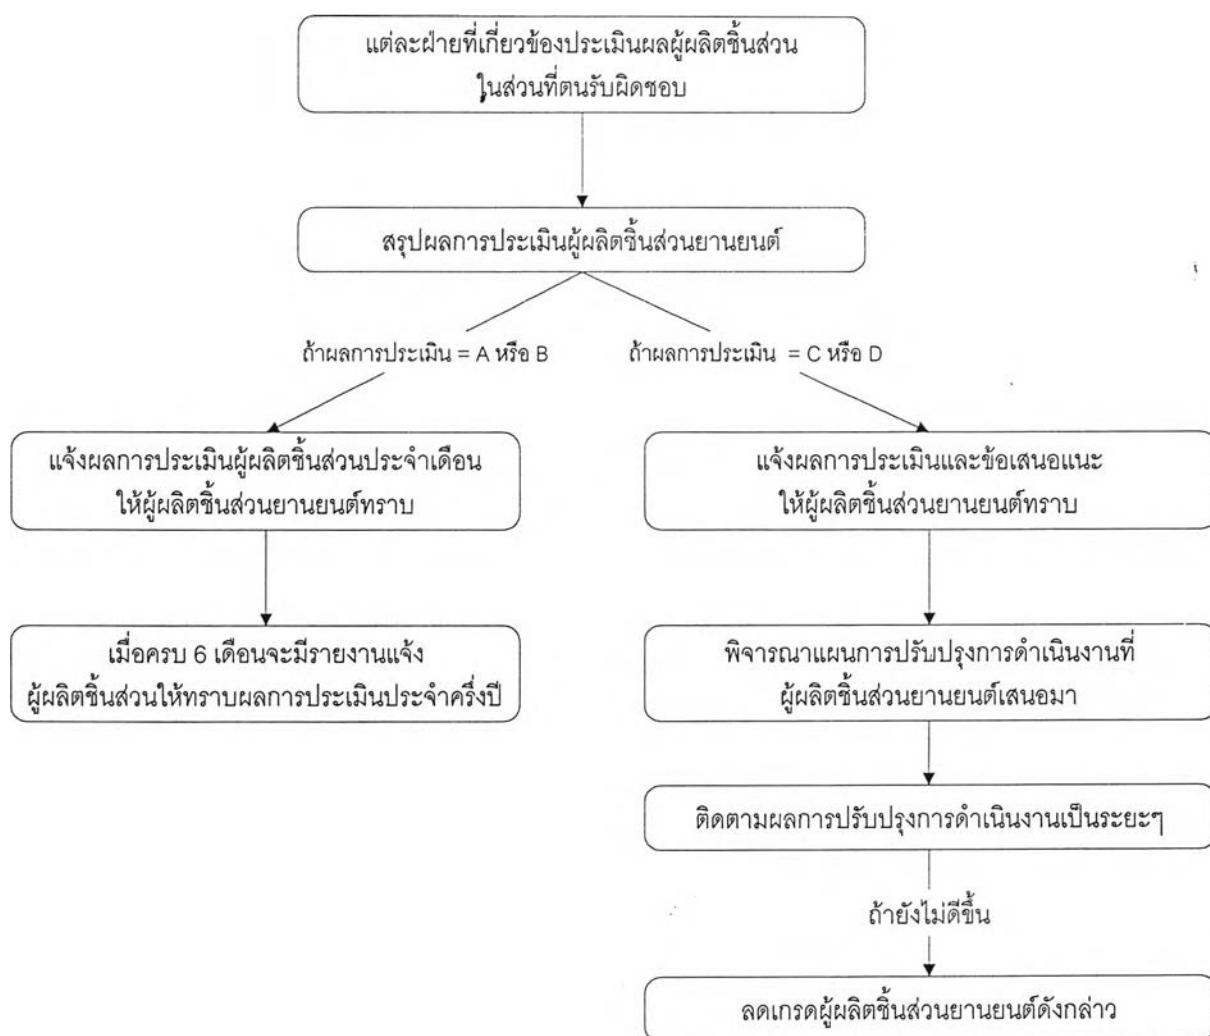 แต่ละฝ่ายที่เกี่ยวข้องประเมินผลผู้ผลิตชิ้นส่วน
ในส่วนที่ตนรับผิดชอบ
สรุปผลการประเมินผู้ผลิตชิ้นส่วนยานยนต์
ถ้าผลการประเมิน = A หรือ B
ถ้าผลการประเมิน = C หรือ D
แจ้งผลการประเมินผู้ผลิตชิ้นส่วนประจำเดือน
ให้ผู้ผลิตชิ้นส่วนยานยนต์ทราบ
แจ้งผลการประเมินและข้อเสนอแนะ
ให้ผู้ผลิตชิ้นส่วนยานยนต์ทราบ
เมื่อครบ 6 เดือนจะมีรายงานแจ้ง
ผู้ผลิตชิ้นส่วนให้ทราบผลการประเมินประจำครึ่งปี
พิจารณาแผนการปรับปรุงการดำเนินงานที่
ผู้ผลิตชิ้นส่วนยานยนต์เสนอมา
ติดตามผลการปรับปรุงการดำเนินงานเป็นระยะๆ
ถ้ายังไม่ดีขึ้น
ลดเกรดผู้ผลิตชิ้นส่วนยานยนต์ดังกล่าว